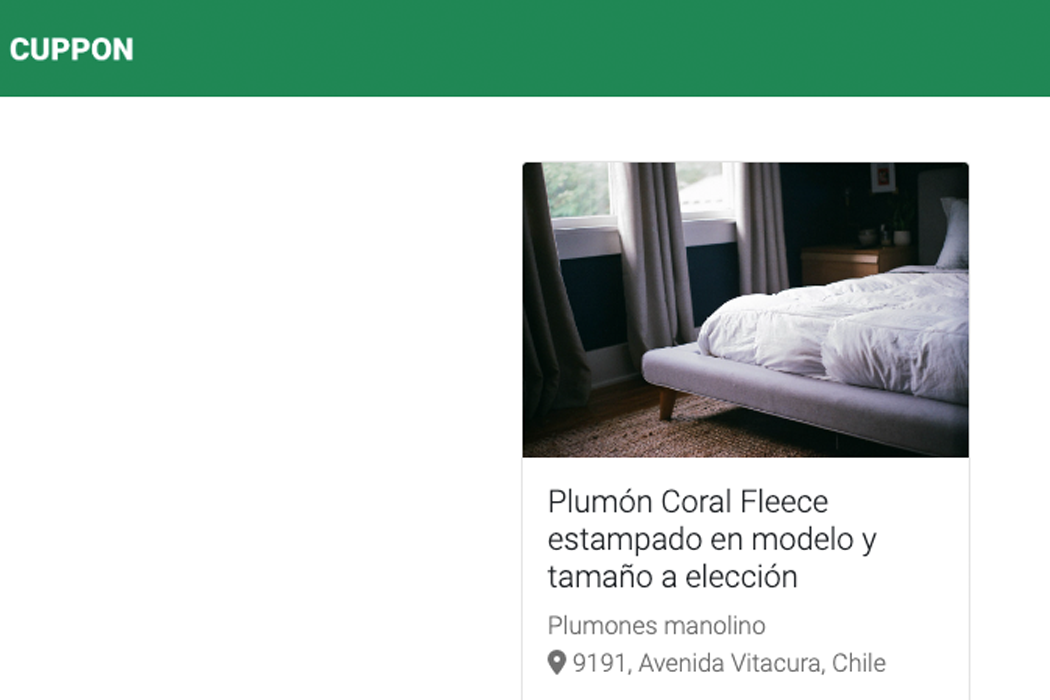 CUPPON
Plumón Coral Fleece
estampado en modelo y
tamaño a elección
Plumones manolino
9191, Avenida Vitacura, Chile